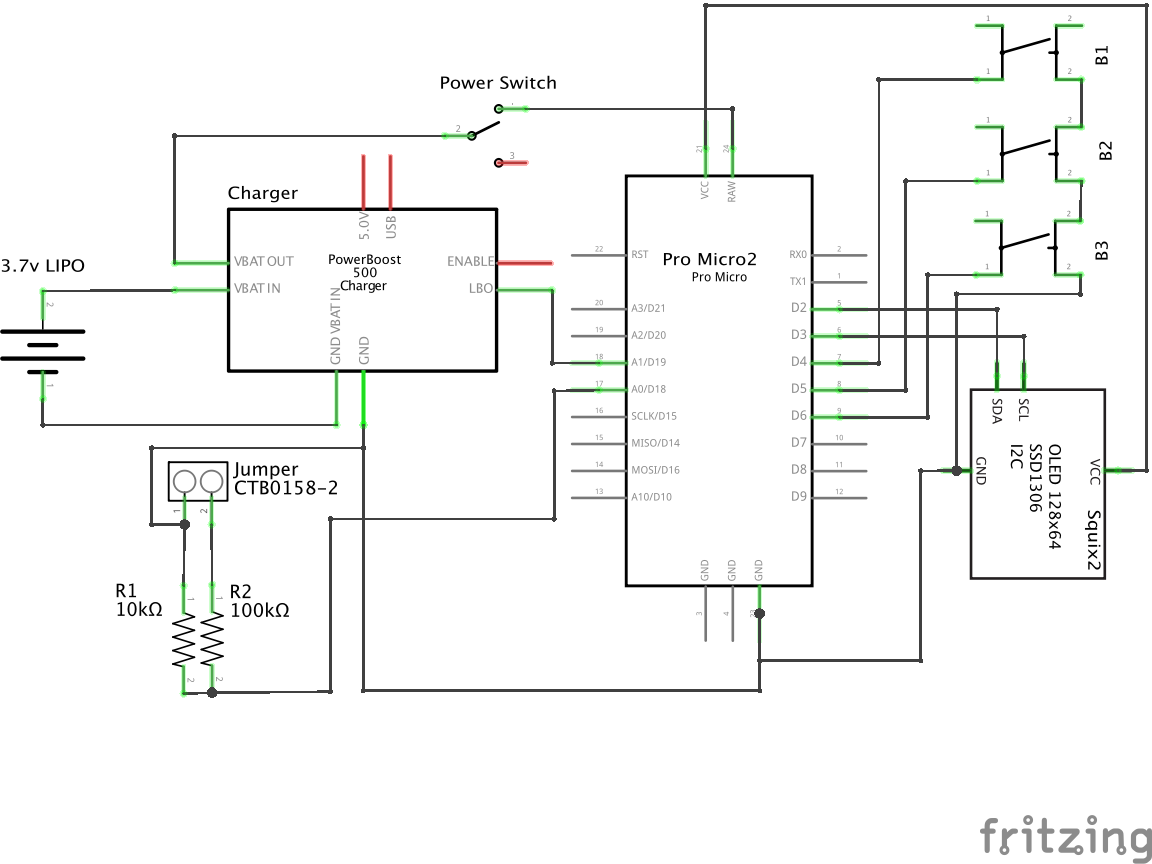 Power Switch
1
2
3
Charger
5.0V
USB
VBAT OUT
VBAT IN
PowerBoost
500
Charger
ENABLE
LBO
GND VBAT IN
GND
3.7v LIPO
2
1
Jumper
CTB0158-2
1
2
R1
10kΩ
R2
100kΩ
1
1
2
2
21
24
VCC
RAW
Pro Micro2
Pro Micro
22
RST
20
A3/D21
19
A2/D20
18
A1/D19
17
A0/D18
16
SCLK/D15
15
MISO/D14
14
MOSI/D16
13
A10/D10
RX0
2
TX1
1
D2
5
D3
6
D4
7
D5
8
D6
9
D7
10
D8
11
D9
12
GND
GND
GND
3
4
23
1
2
1
2
B1
1
2
1
2
B2
1
2
1
2
B3
SDA
SCL
GND
VCC
OLED 128x64
SSD1306
I2C
Squix2
fritzing